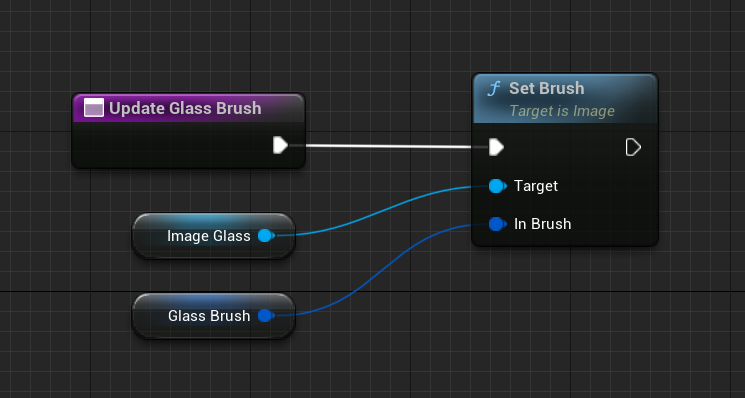 Update Glass Brush
Set Brush
Target is Image
Target
In Brush
Image Glass
Glass Brush